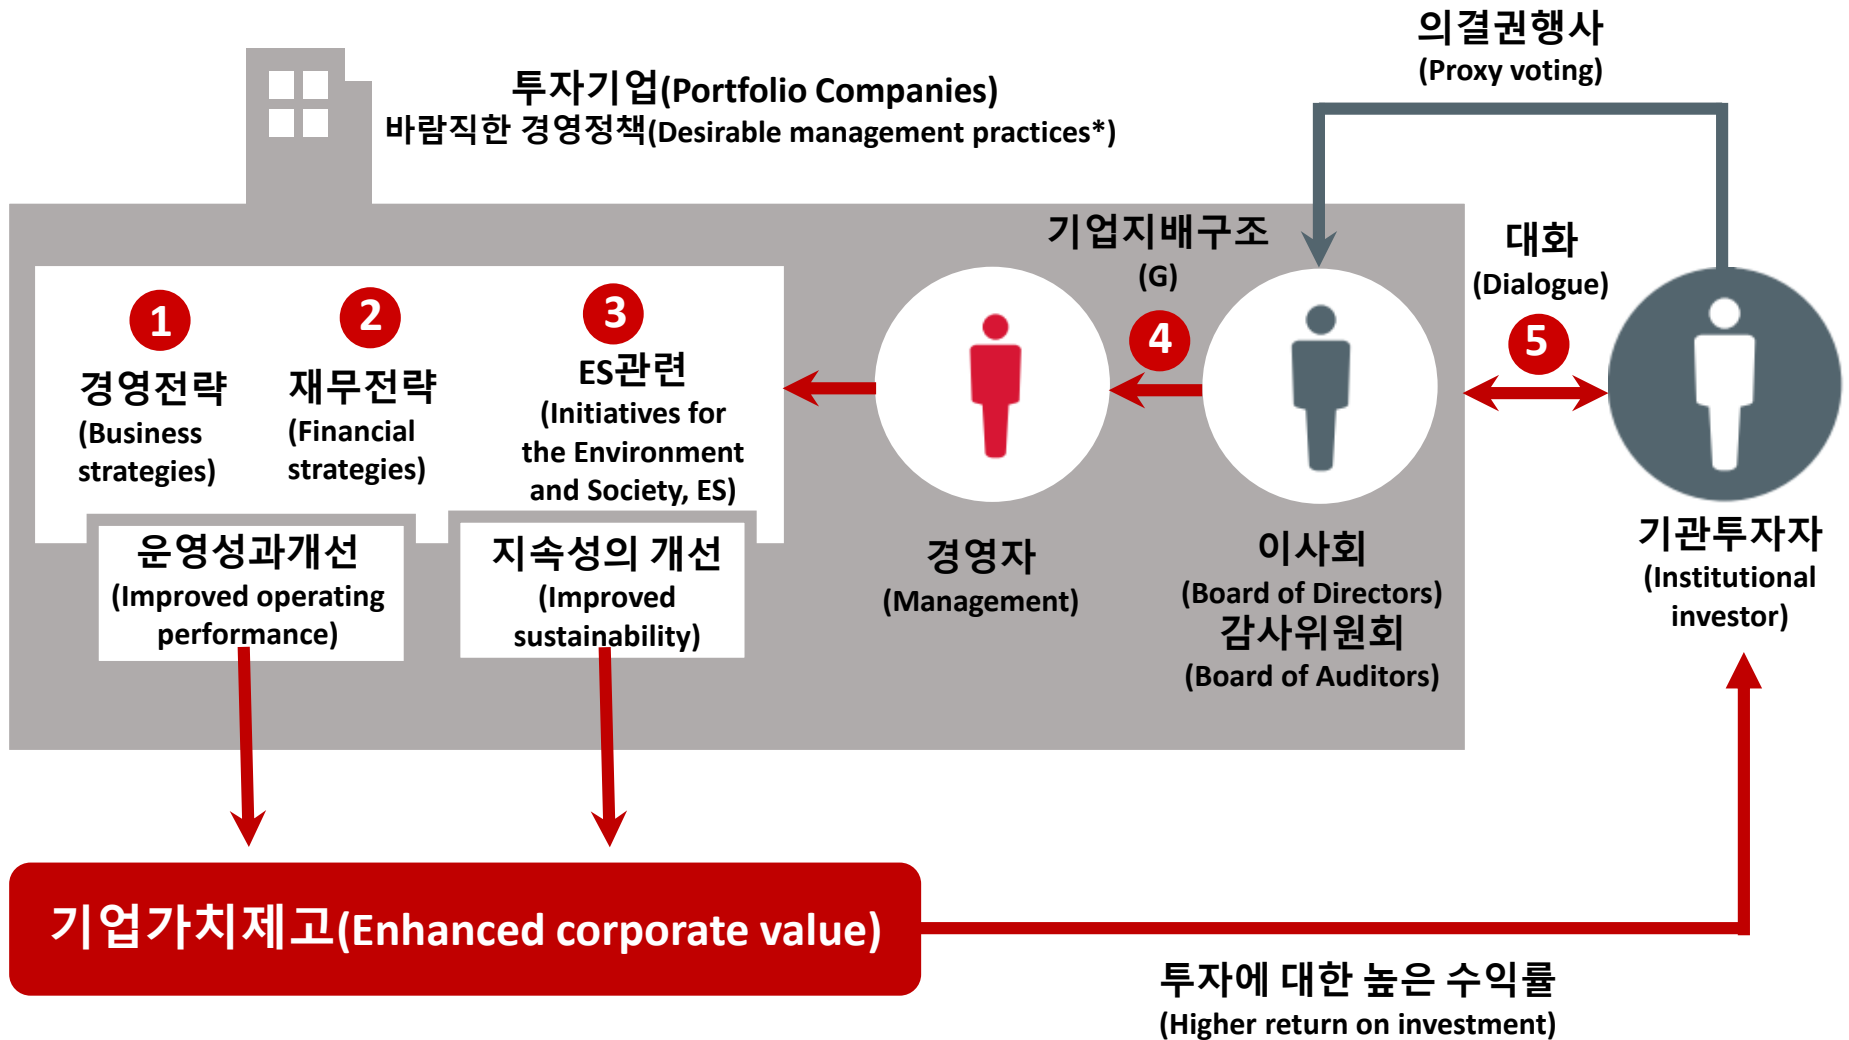 의결권행사
(Proxy voting)
투자기업(Portfolio Companies)
바람직한 경영정책(Desirable management practices*)
기업지배구조
(G)
대화
(Dialogue)
1
경영전략
(Business
strategies)
2
재무전략
(Financial
strategies)
3
ES관련
(Initiatives for
the Environment
and Society, ES)
4
5
운영성과개선
(Improved operating
performance)
지속성의 개선
(Improved
sustainability)
경영자
(Management)
이사회
(Board of Directors)
감사위원회
(Board of Auditors)
기관투자자
(Institutional
investor)
기업가치제고(Enhanced corporate value)
투자에 대한 높은 수익률
(Higher return on investment)